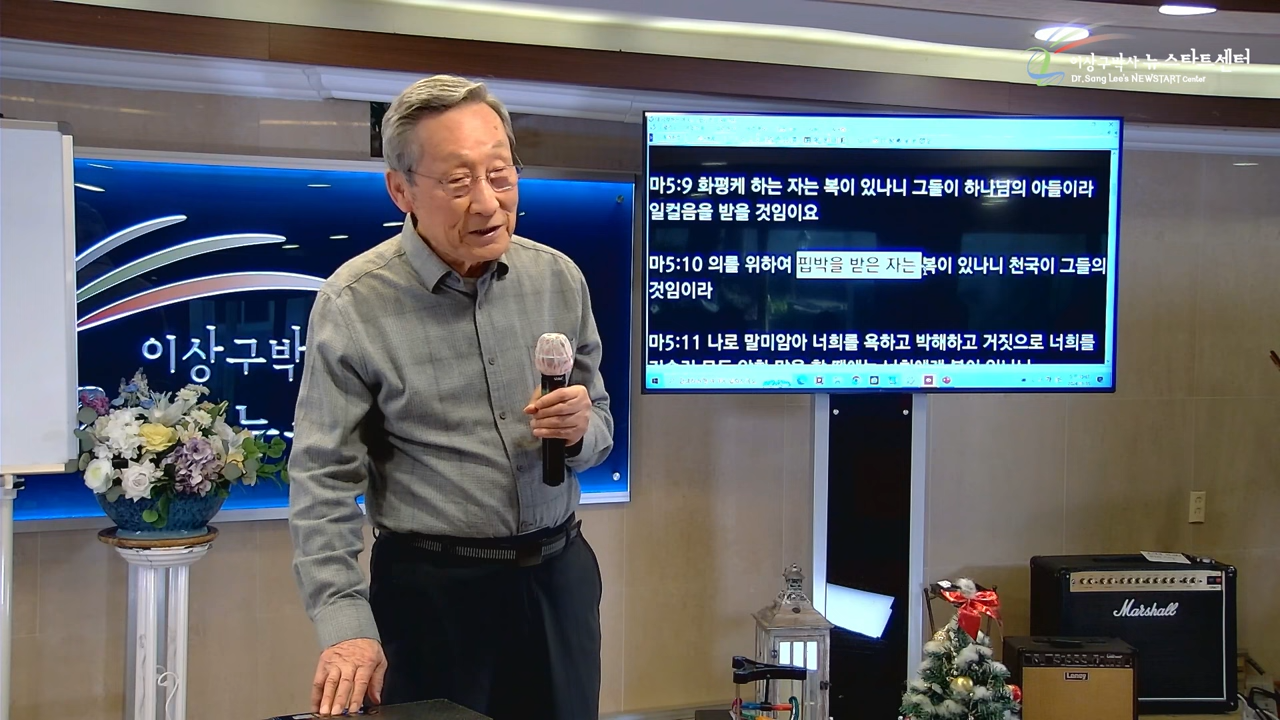 이상구박사 뉴스타트센터
Dr. Sang Lee's NEWSTART Center
마5:9 화평케 하는 자는 복이 있나니 그들이 하나님의 아들이라
일컬음을 받을 것임이요
마5:10 의를 위하여 핍박을 받은 자는 복이 있나니 천국이 그들의
것임이라
마5:11 나로 말미암아 너희를 욕하고 박해하고 거짓으로 너희를
이상구박
Marshall
Laney